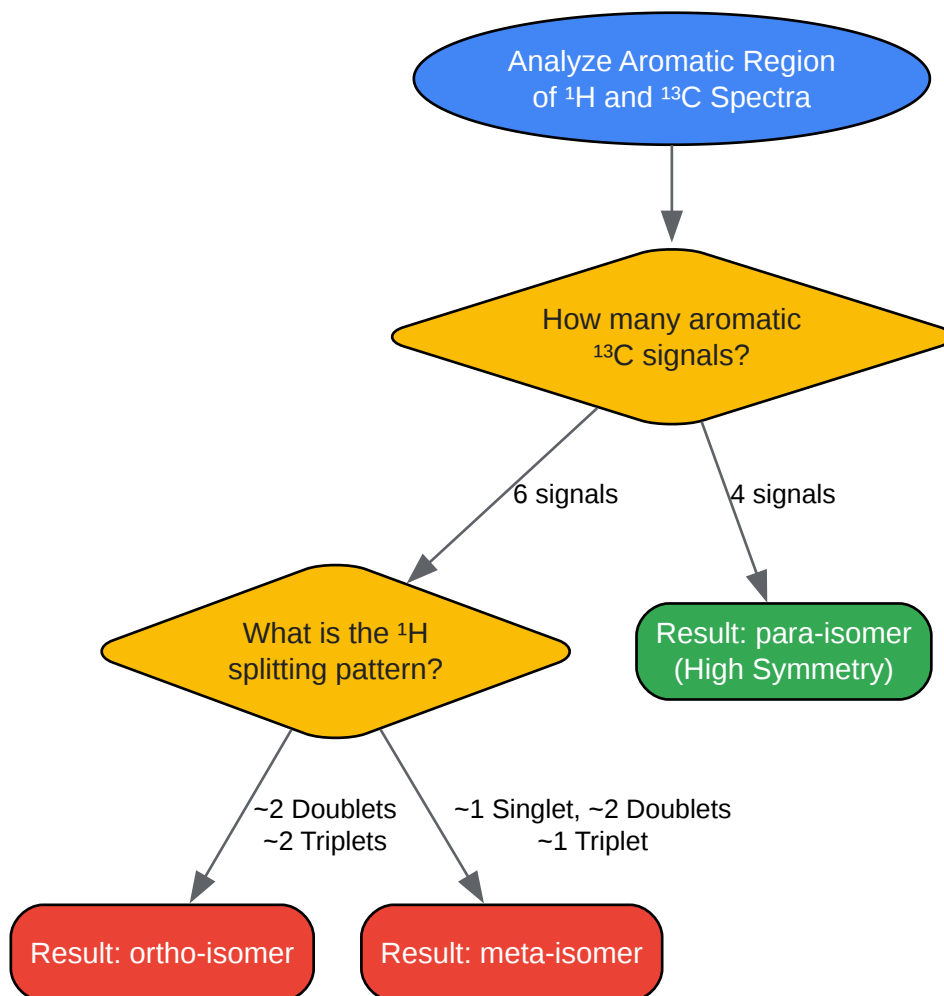 Analyze Aromatic Region
of ¹H and ¹³C Spectra
How many aromatic
¹³C signals?
6 signals
4 signals
What is the ¹H
splitting pattern?
Result: para-isomer
(High Symmetry)
~2 Doublets
~2 Triplets
~1 Singlet, ~2 Doublets
~1 Triplet
Result: ortho-isomer
Result: meta-isomer